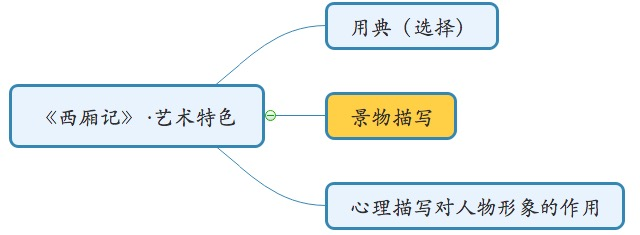 用典（选择）
《西厢记》·艺术特色
景物描写
心理描写对人物形象的作用